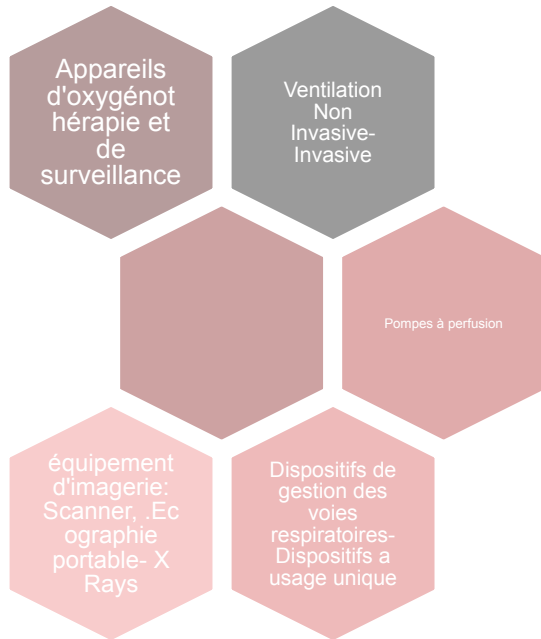 Appareils
d'oxygénot
hérapie et
de
surveillance
Ventilation
Non
Invasive-
Invasive
Pompes à perfusion
équipement
d'imagerie:
Scanner, .Ec
ographie
portable- X
Rays
Dispositifs de
gestion des
voies
respiratoires-
Dispositifs a
usage unique